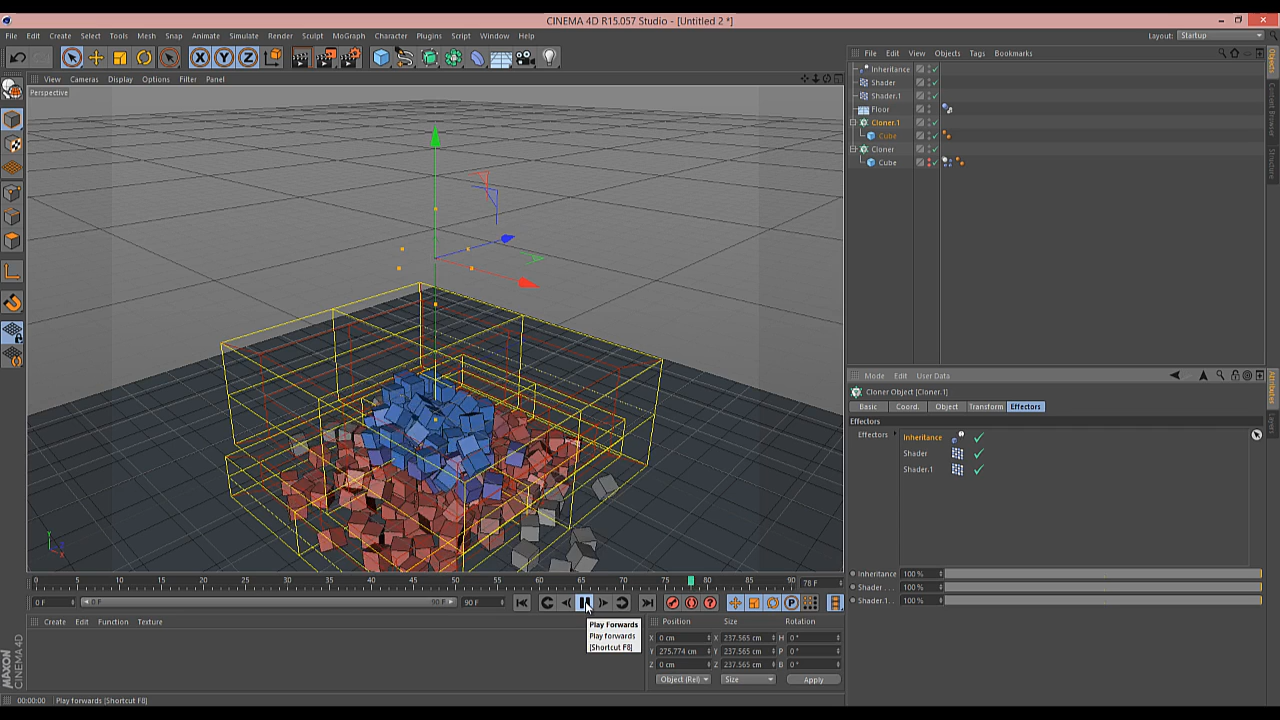 CINEMA 4D R15.057 Studio - [Untitled 2 *]
File Edit Create Select Tools Mesh Snap Animate Simulate Render Sculpt MoGraph Character Plugins Script Window Help
Layout: Startup
X Y Z
View Cameras Display Options Filter Panel
Perspective
File Edit View Objects Tags Bookmarks
Inheritance
Shader
Shader.1
Floor
Cloner.1
Cube
Cloner
Cube
Objects
Content Browser
Structure
Mode Edit User Data
Cloner Object [Cloner.1]
Basic Coord. Object Transform Effectors
Effectors
Effectors
Inheritance
Shader
Shader.1
Inheritance 100 %
Shader . . . 100 %
Shader.1. . 100 %
Attributes
Layers
Y
X
0 5 10 15 20 25 30 35 40 45 50 55 60 65 70 75 80 85 90 78 F
0 F 0 F 90 F 90 F
P
Play Forwards
Play forwards
[Shortcut F8]
Create Edit Function Texture
Position Size Rotation
X 0 cm X 237.565 cm H 0 °
Y 275.774 cm Y 237.565 cm P 0 °
Z 0 cm Z 237.565 cm B 0 °
Object (Rel) Size Apply
MAXON
CINEMA 4D
00:00:00 Play forwards [Shortcut F8]